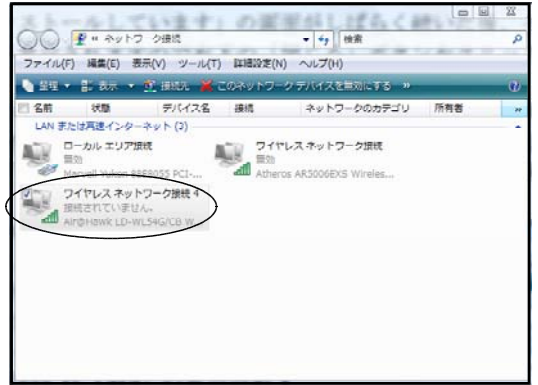 ネットワーク接続
検索
ファイル(F) 編集(E) 表示(V) ツール(T) 詳細設定(N) ヘルプ(H)
整理 表示 接続先 このネットワーク デバイスを無効にする »
名前 状態 デバイス名 接続 ネットワークのカテゴリ 所有者 »
LAN または高速インターネット (3)
ローカル エリア接続
無効
Marvell Yukon 88E8055 PCI-...
ワイヤレス ネットワーク接続
無効
Atheros AR5006EXS Wireles...
ワイヤレス ネットワーク接続 4
接続されていません。
Air@Hawk LD-WL54G/CB W...